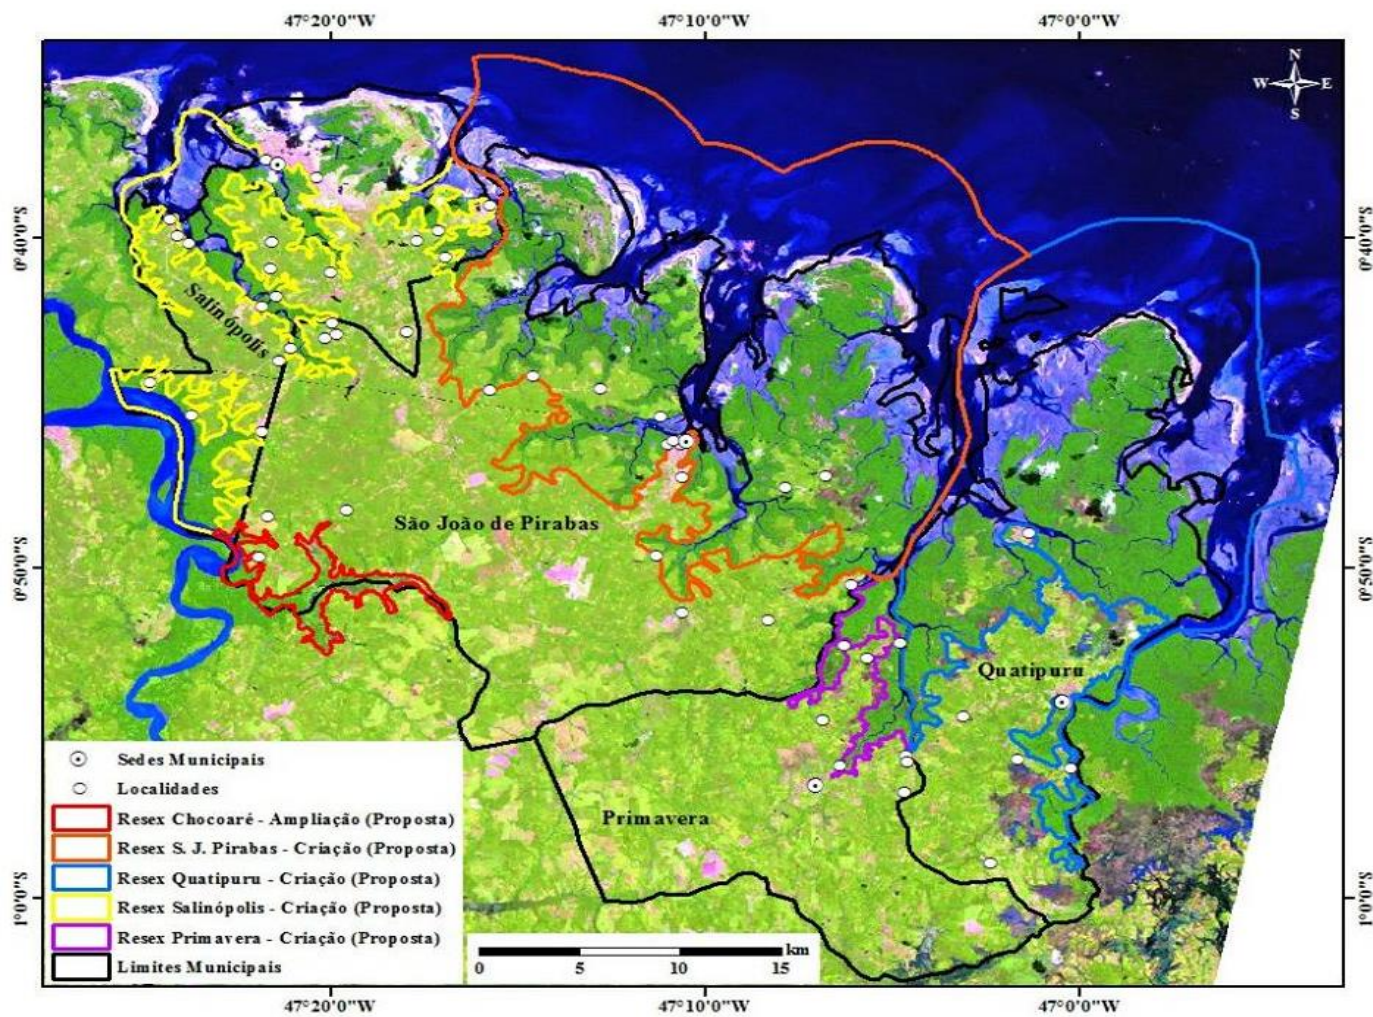 47°20'0"W
47°10'0"W
47°0'0"W
N
W E
S
0°40'0"S
0°40'0"S
Salinópolis
São João de Pirabas
0°50'0"S
0°50'0"S
Quatipuru
Primavera
1°0'0"S
1°0'0"S
Sedes Municipais
Localidades
Resex Chocoaré - Ampliação (Proposta)
Resex S. J. Pirabas - Criação (Proposta)
Resex Quatipuru - Criação (Proposta)
Resex Salinópolis - Criação (Proposta)
Resex Primavera - Criação (Proposta)
Limites Municipais
km
0 5 10 15
47°20'0"W
47°10'0"W
47°0'0"W